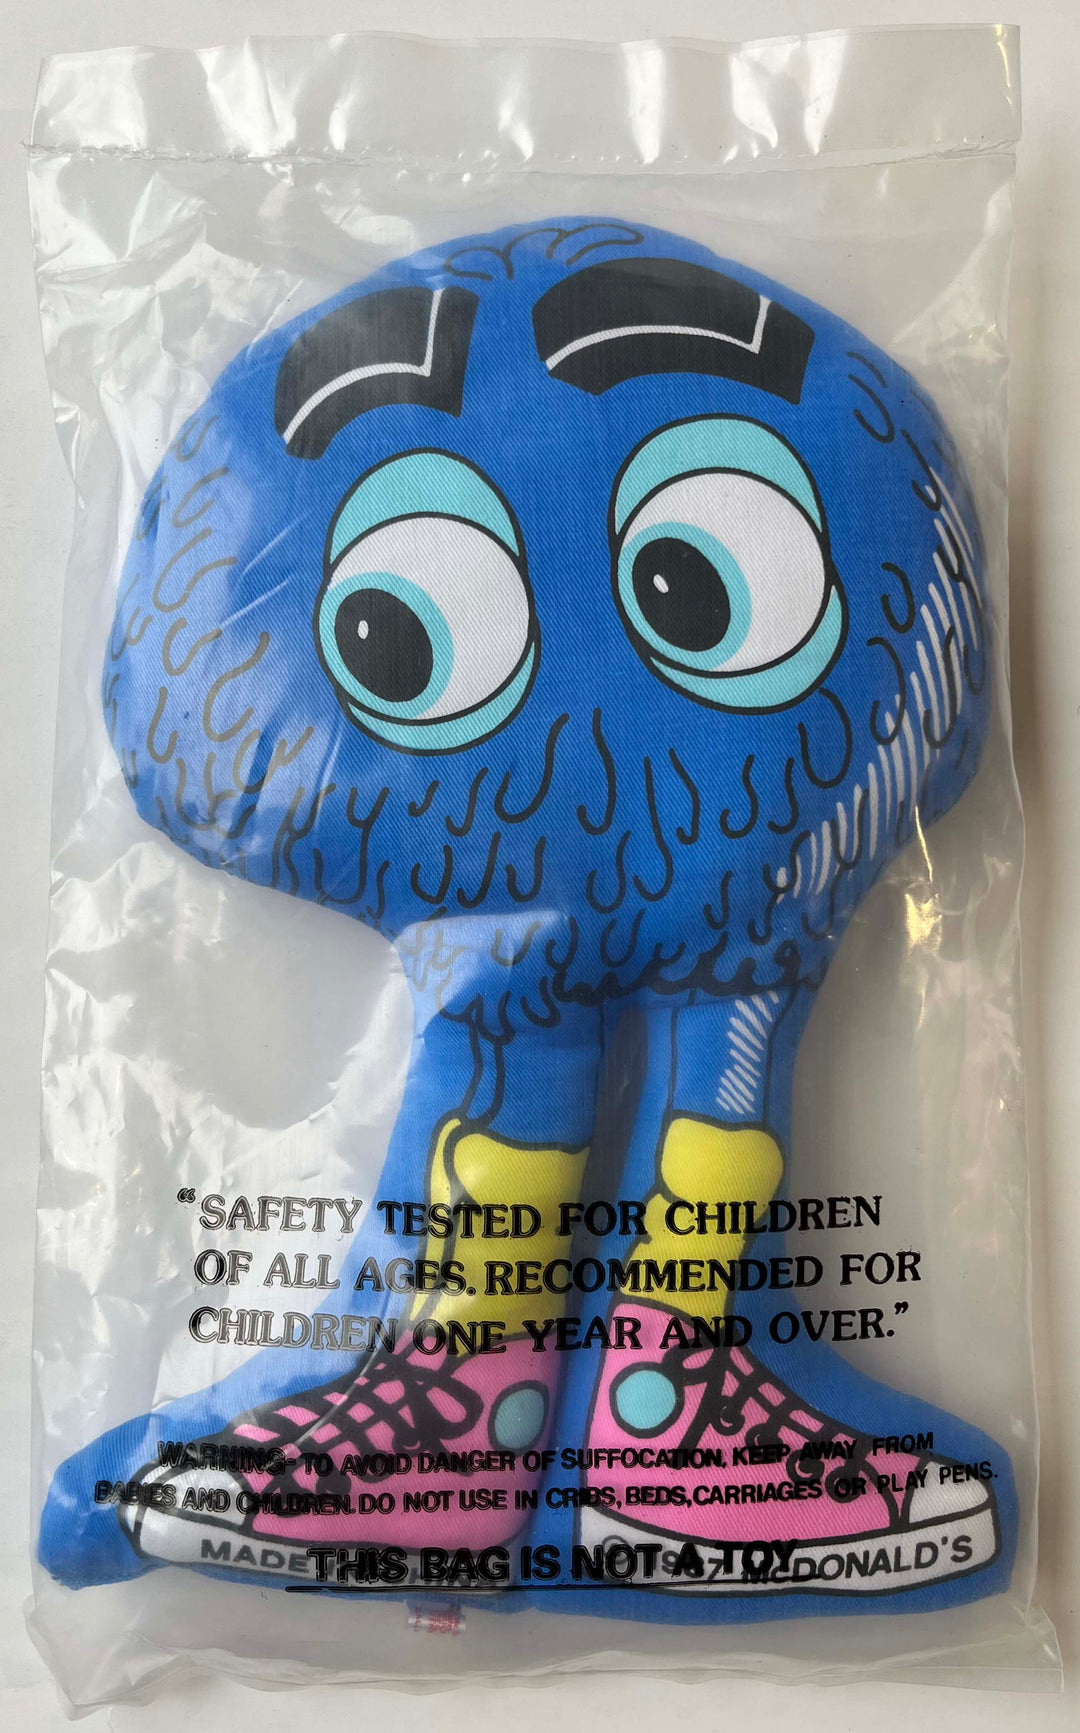 “SAFETY TESTED FOR CHILDREN
OF ALL AGES. RECOMMENDED FOR
CHILDREN ONE YEAR AND OVER.”
WARNING- TO AVOID DANGER OF SUFFOCATION, KEEP AWAY FROM
BABIES AND CHILDREN. DO NOT USE IN CRIBS, BEDS, CARRIAGES OR PLAY PENS.
THIS BAG IS NOT A TOY
MADE
© 1987 McDONALD'S